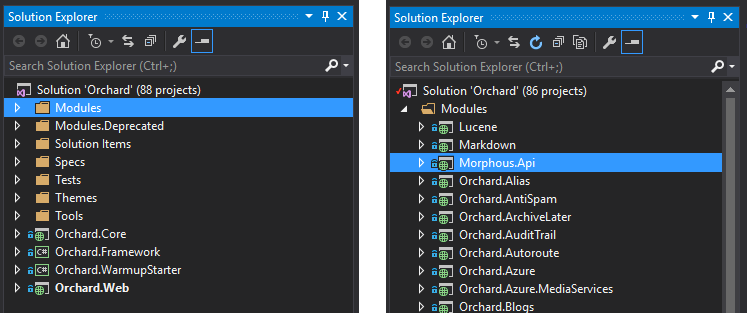 Solution Explorer
Search Solution Explorer (Ctrl+;)
Solution 'Orchard' (88 projects)
Modules
Modules.Deprecated
Solution Items
Specs
Tests
Themes
Tools
Orchard.Core
C# Orchard.Framework
C# Orchard.WarmupStarter
Orchard.Web
Solution Explorer
Search Solution Explorer (Ctrl+;)
Solution 'Orchard' (86 projects)
Modules
Lucene
Markdown
Morphous.Api
Orchard.Alias
Orchard.AntiSpam
Orchard.ArchiveLater
Orchard.AuditTrail
Orchard.Autoroute
Orchard.Azure
Orchard.Azure.MediaServices
Orchard.Blogs